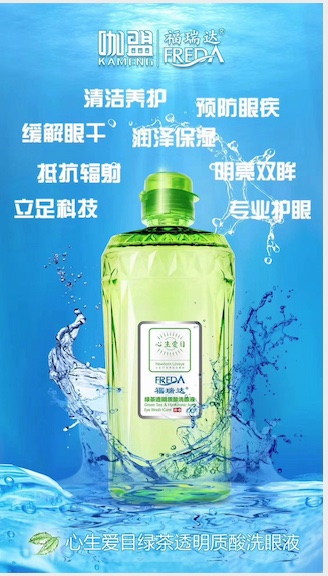 咖盟 福瑞达®
KAMENG FREDA
清洁养护 预防眼疾
缓解眼干 润泽保湿
抵抗辐射 明亮双眸
立足科技 专业护眼
心生爱目
FREDA
福瑞达
绿茶透明质酸洗眼液
心生爱目绿茶透明质酸洗眼液